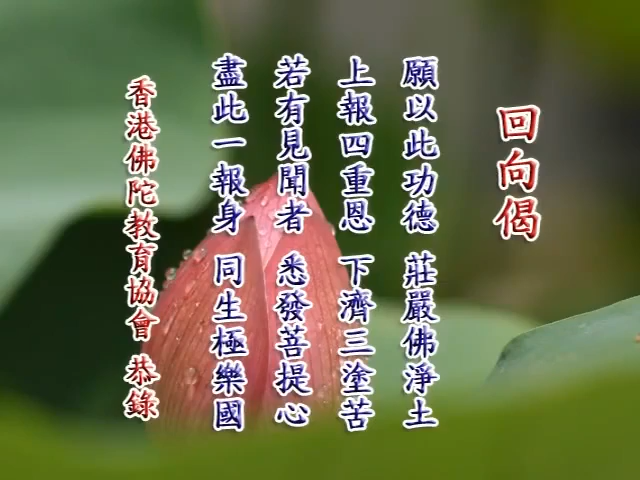 回向偈
願以此功德 莊嚴佛淨土
上報四重恩 下濟三塗苦
若有見聞者 悉發菩提心
盡此一報身 同生極樂國
香港佛陀教育協會 恭錄